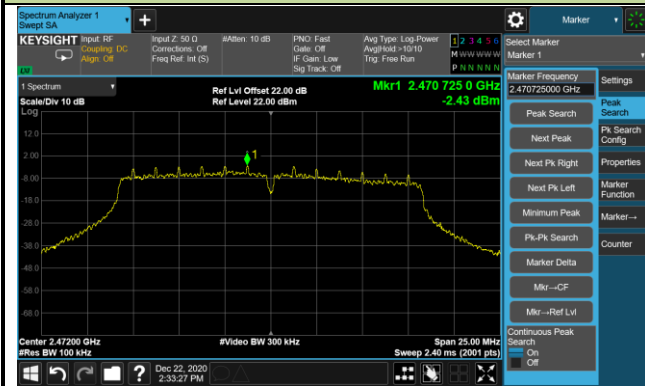 Spectrum Analyzer 1
Swept SA
Marker
KEYSIGHT
Input: RF
Coupling: DC
Align: Off
Input Z: 50 Ω
Corrections: Off
Freq Ref: Int (S)
#Atten: 10 dB
PNO: Fast
Gate: Off
IF Gain: Low
Sig Track: Off
Avg Type: Log-Power
Avg|Hold:>10/10
Trig: Free Run
1 2 3 4 5 6
M W W W W W
P N N N N N
LW
Select Marker
Marker 1
1 Spectrum
Scale/Div 10 dB
Log
Ref Lvl Offset 22.00 dB
Ref Level 22.00 dBm
Mkr1 2.470 725 0 GHz
-2.43 dBm
12.0
2.00
-8.00
-18.0
-28.0
-38.0
-48.0
-58.0
-68.0
1
Center 2.47200 GHz
#Res BW 100 kHz
#Video BW 300 kHz
Span 25.00 MHz
Sweep 2.40 ms (2001 pts)
Marker Frequency
2.470725000 GHz
Peak Search
Next Peak
Next Pk Right
Next Pk Left
Minimum Peak
Pk-Pk Search
Marker Delta
Mkr→CF
Mkr→Ref Lvl
Continuous Peak
Search
On
Off
Settings
Peak
Search
Pk Search
Config
Properties
Marker
Function
Marker→
Counter
?
Dec 22, 2020
2:33:27 PM